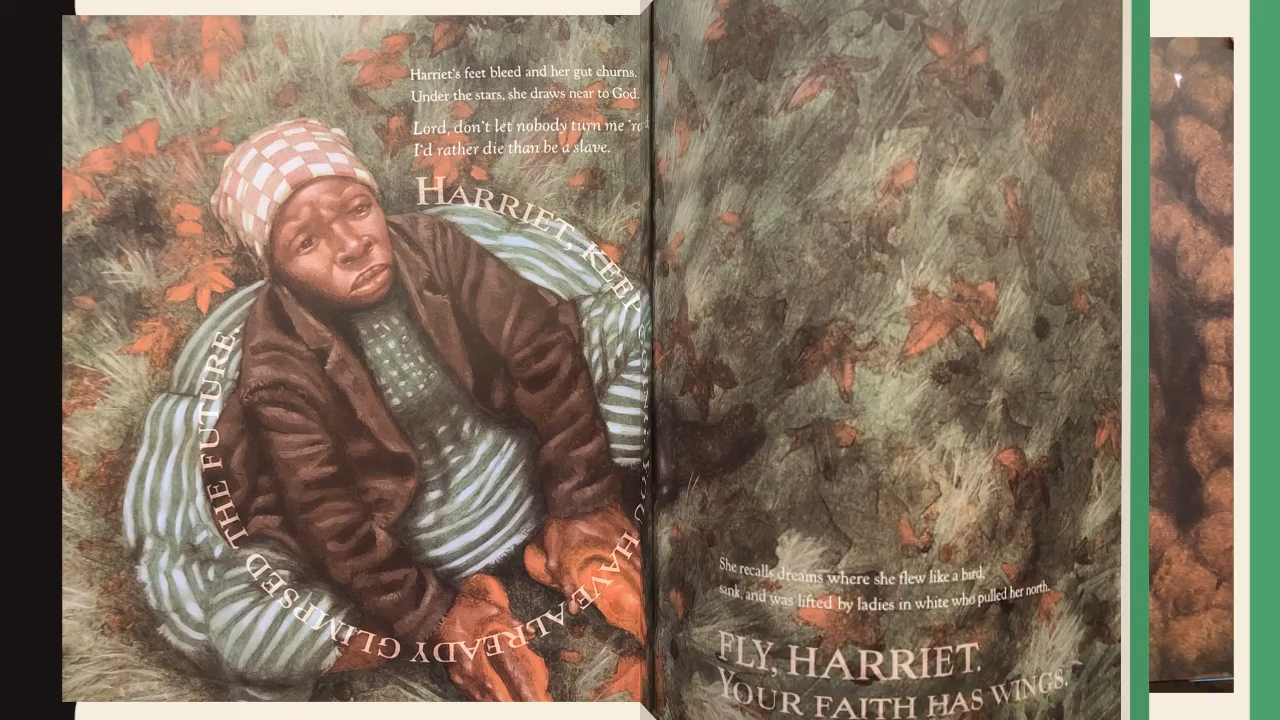 Harriet's feet bleed and her gut churns.
Under the stars, she draws near to God.
Lord, don't let nobody turn me 'ro
I'd rather die than be a slave.
HARRIET, KEEP
YOU HAVE ALREADY GLIMPSED THE FUTURE.
She recalls dreams where she flew like a bird,
sank, and was lifted by ladies in white who pulled her north.
FLY, HARRIET.
YOUR FAITH HAS WINGS.